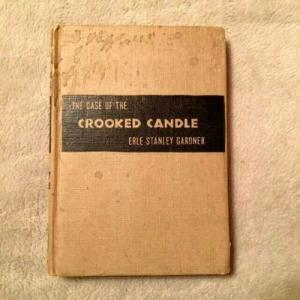 THE CASE OF THE
CROOKED CANDLE
ERLE STANLEY GARDNER